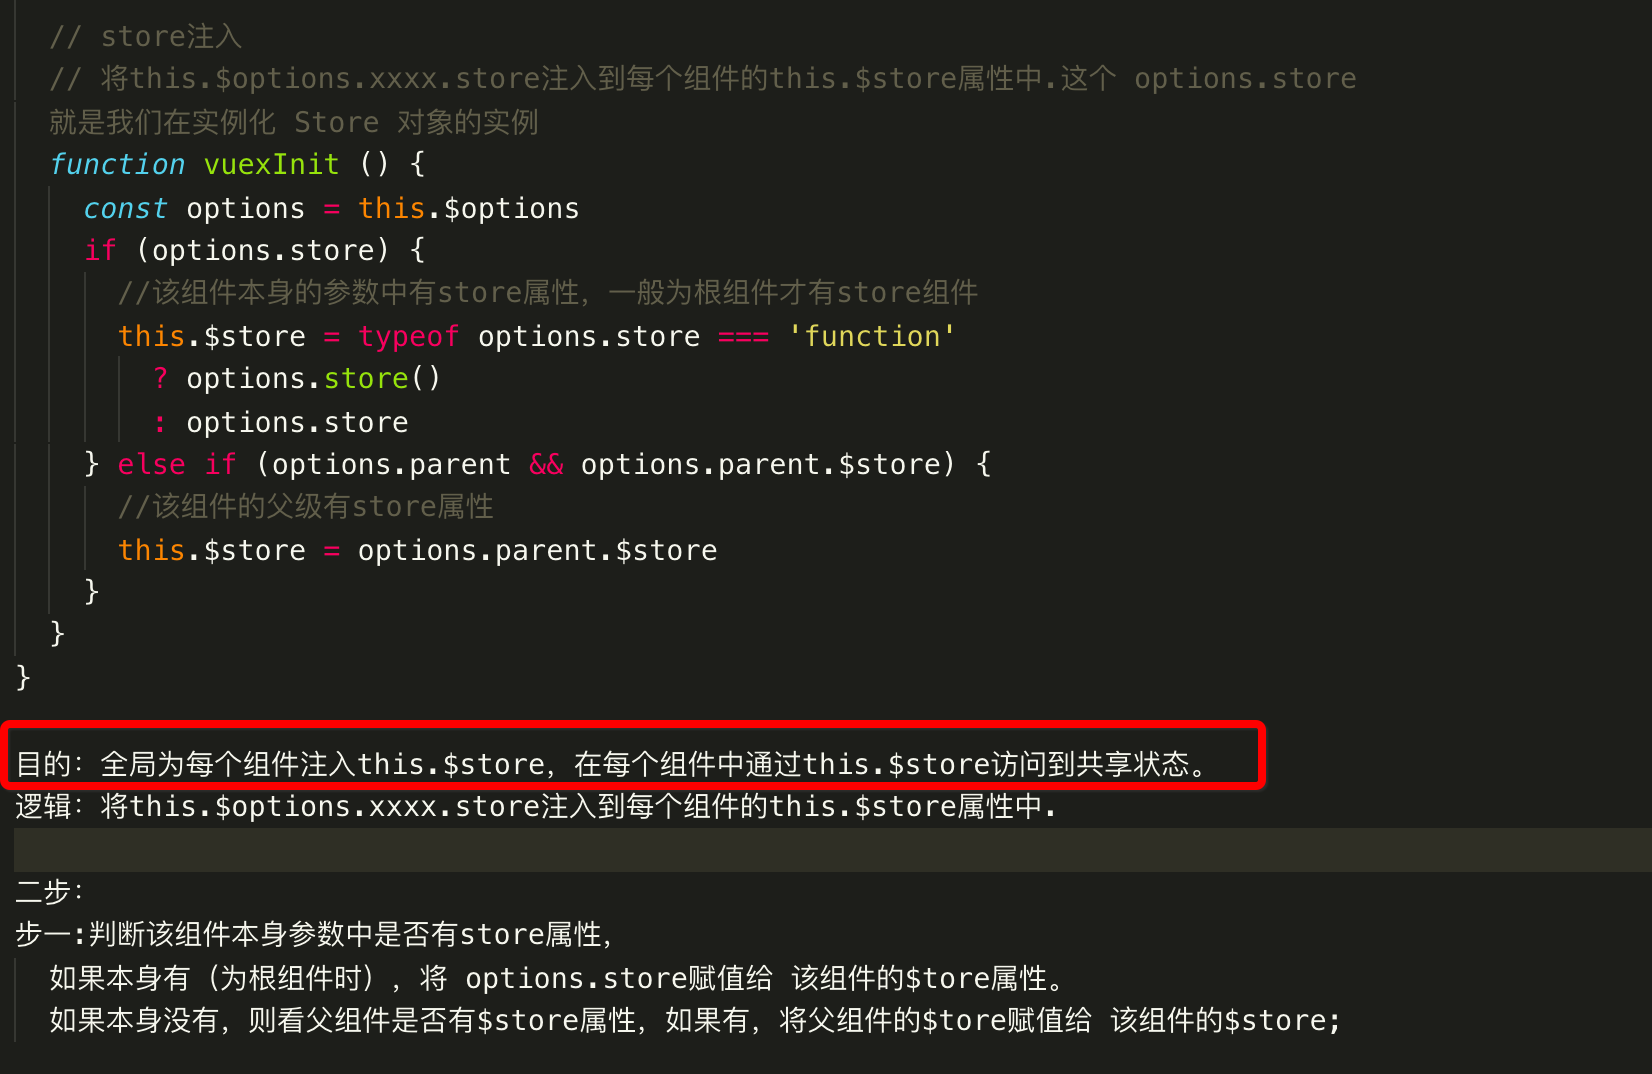 // store注入
// 将this.$options.xxxx.store注入到每个组件的this.$store属性中.这个 options.store
就是我们在实例化 Store 对象的实例
function vuexInit () {
const options = this.$options
if (options.store) {
//该组件本身的参数中有store属性，一般为根组件才有store组件
this.$store = typeof options.store === 'function'
? options.store()
: options.store
} else if (options.parent && options.parent.$store) {
//该组件的父级有store属性
this.$store = options.parent.$store
}
}
}
目的：全局为每个组件注入this.$store，在每个组件中通过this.$store访问到共享状态。
逻辑：将this.$options.xxxx.store注入到每个组件的this.$store属性中.
二步：
步一:判断该组件本身参数中是否有store属性，
如果本身有（为根组件时），将 options.store赋值给 该组件的$tore属性。
如果本身没有，则看父组件是否有$store属性，如果有，将父组件的$tore赋值给 该组件的$store;